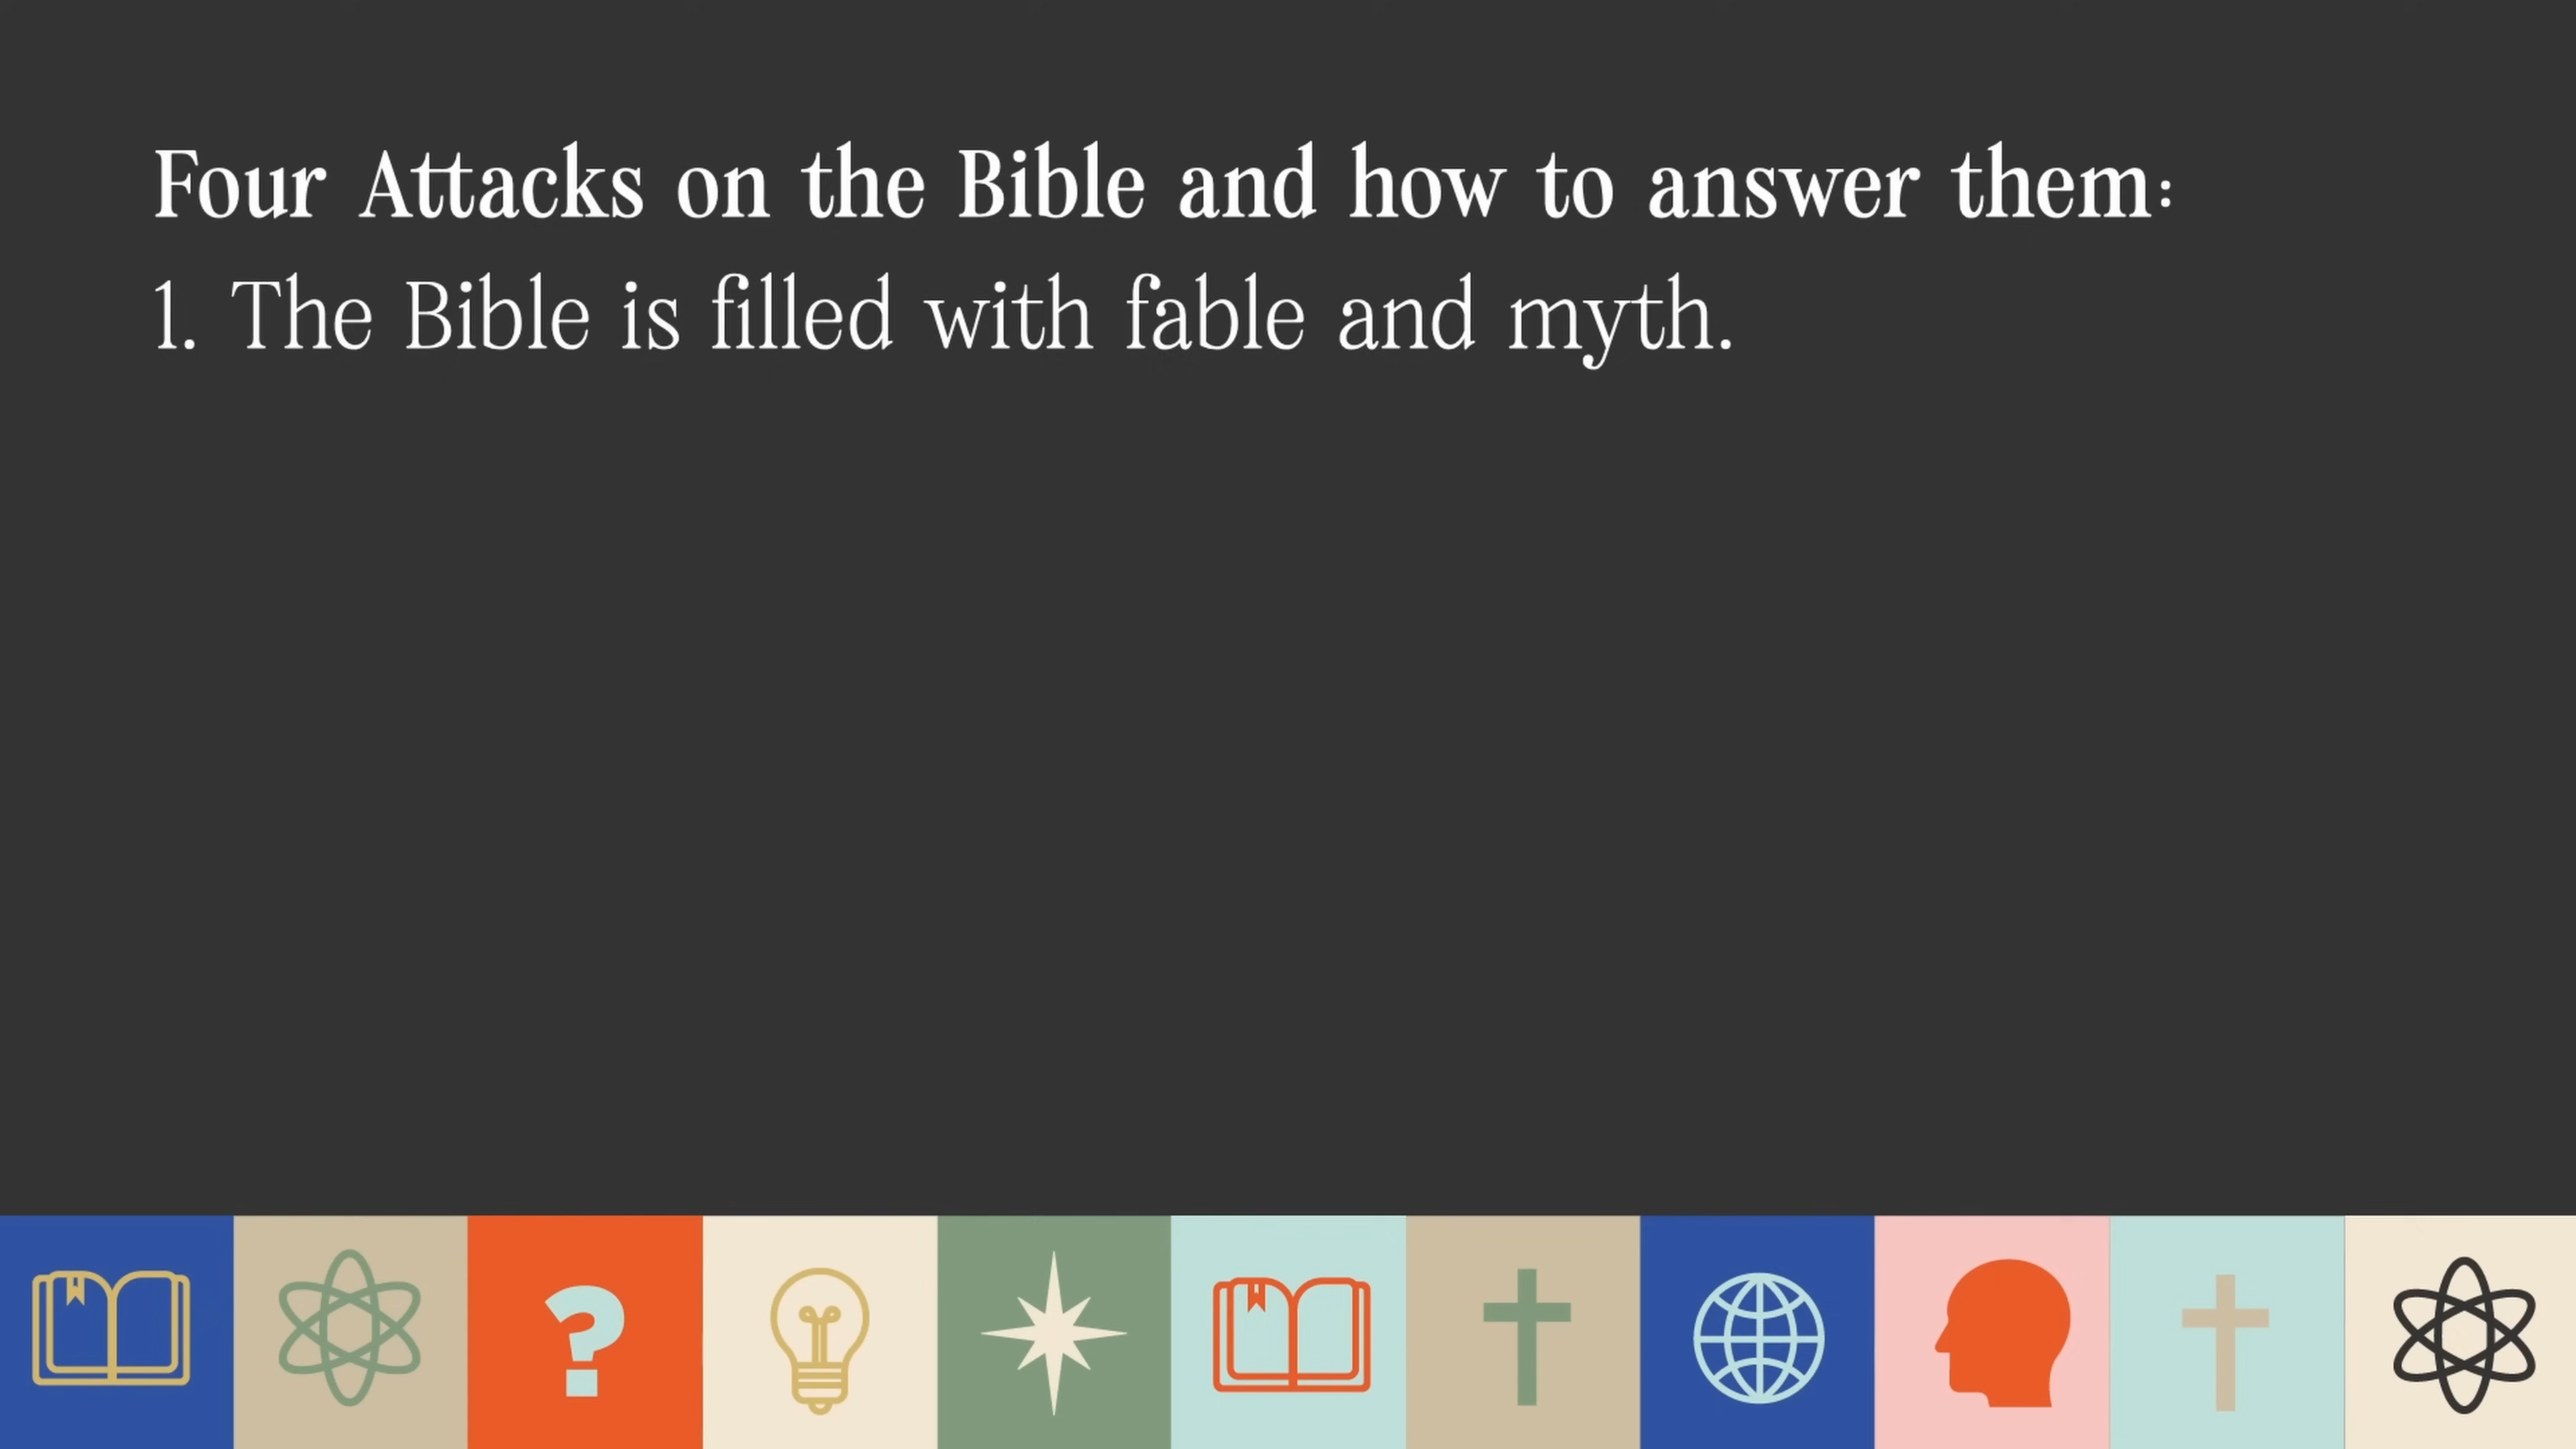 Four Attacks on the Bible and how to answer them:
1. The Bible is filled with fable and myth.
?